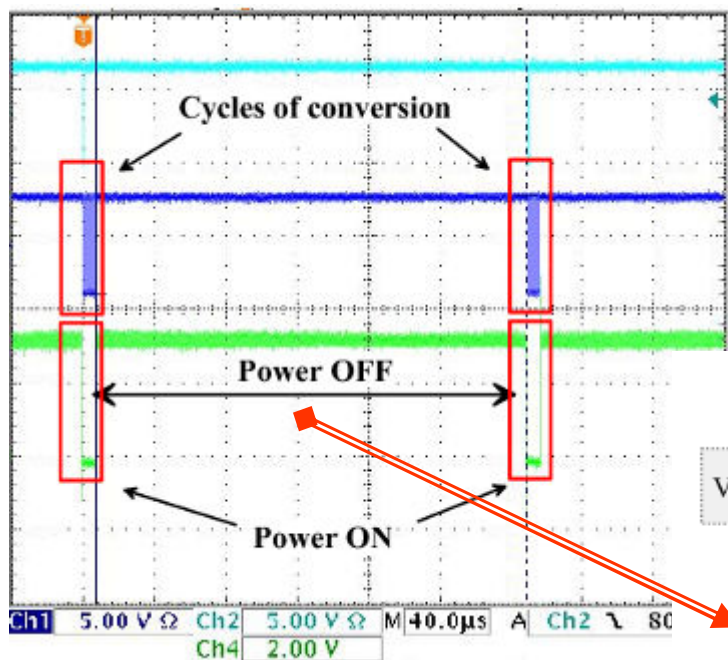 T
Cycles of conversion
Power OFF
V
Power ON
Ch1 5.00 V Ω Ch2 5.00 V Ω M 40.0µs A Ch2 80
Ch4 2.00 V